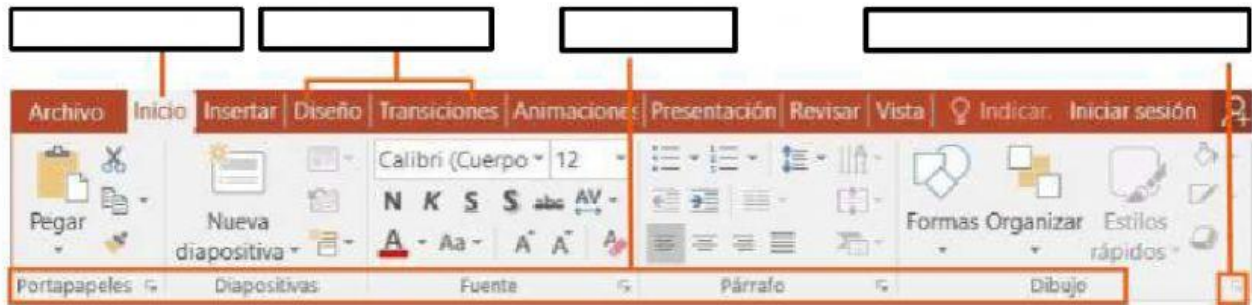 Archivo Inicio Insertar Diseño Transiciones Animaciones Presentación Revisar Vista Indicar. Iniciar sesión
Calibri (Cuerpo 12
N K S S abc AV
Pegar Nueva diapositiva A Aa A A Formas Organizar Estilos rápidos
Portapapeles Diapositivas Fuente Párrafo Dibujo